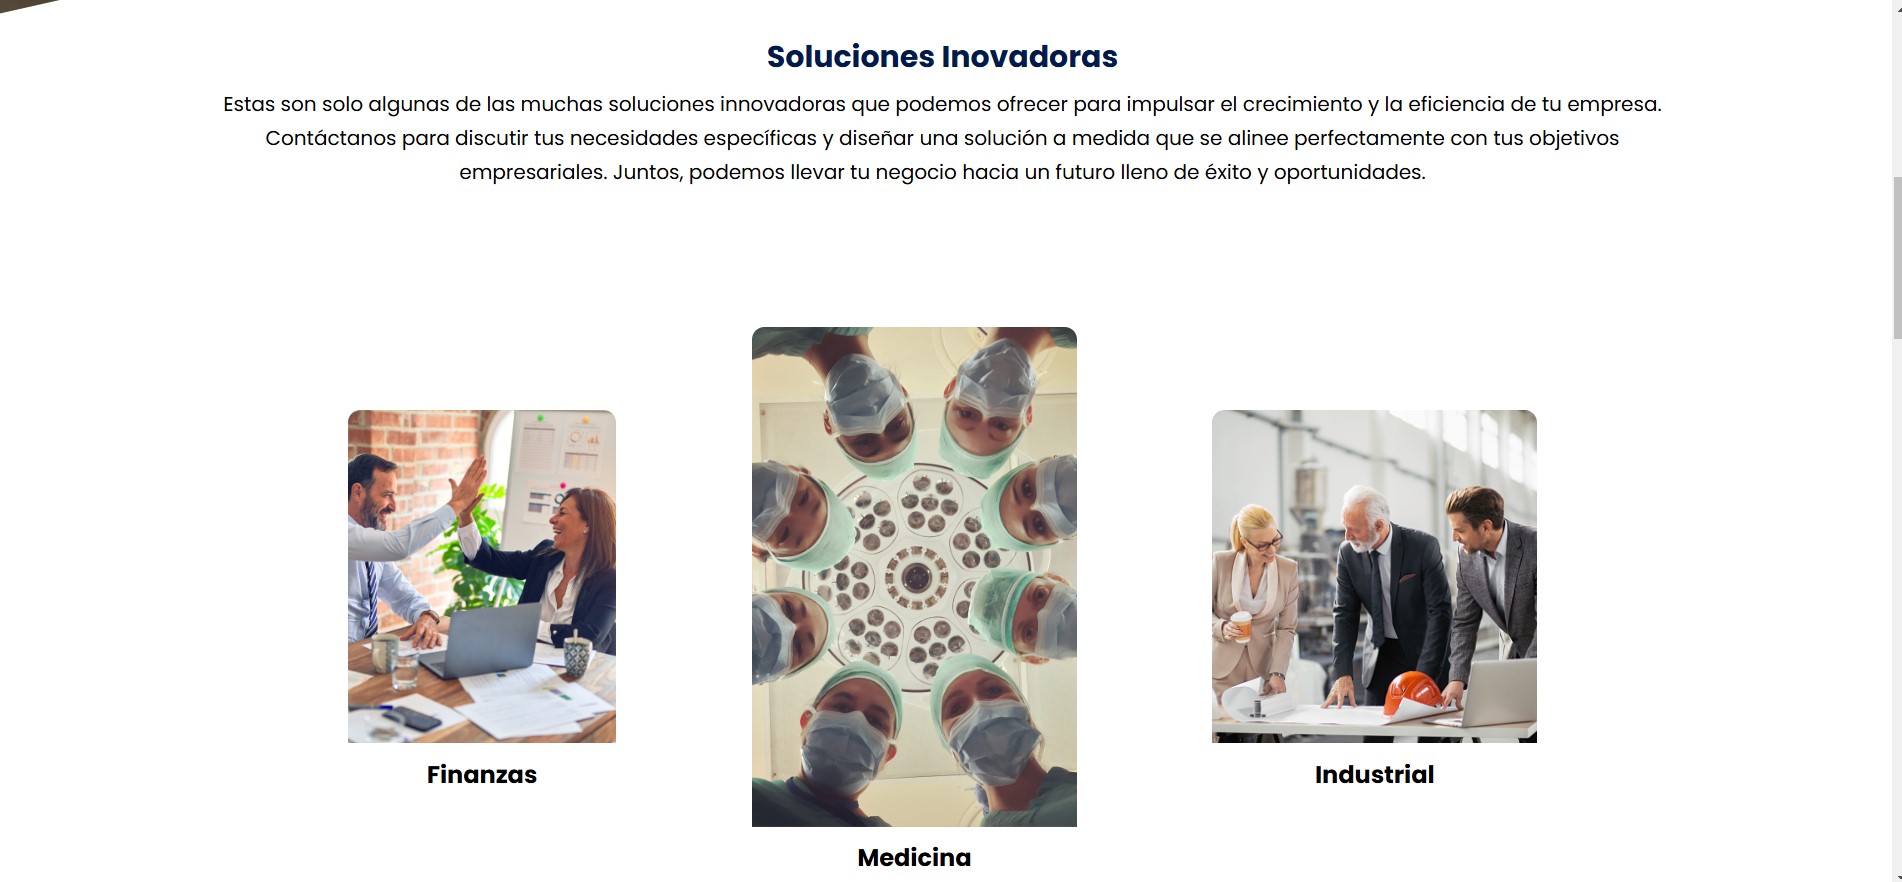 Soluciones Inovadoras
Estas son solo algunas de las muchas soluciones innovadoras que podemos ofrecer para impulsar el crecimiento y la eficiencia de tu empresa.
Contáctanos para discutir tus necesidades específicas y diseñar una solución a medida que se alinee perfectamente con tus objetivos
empresariales. Juntos, podemos llevar tu negocio hacia un futuro lleno de éxito y oportunidades.
Finanzas
Industrial
Medicina